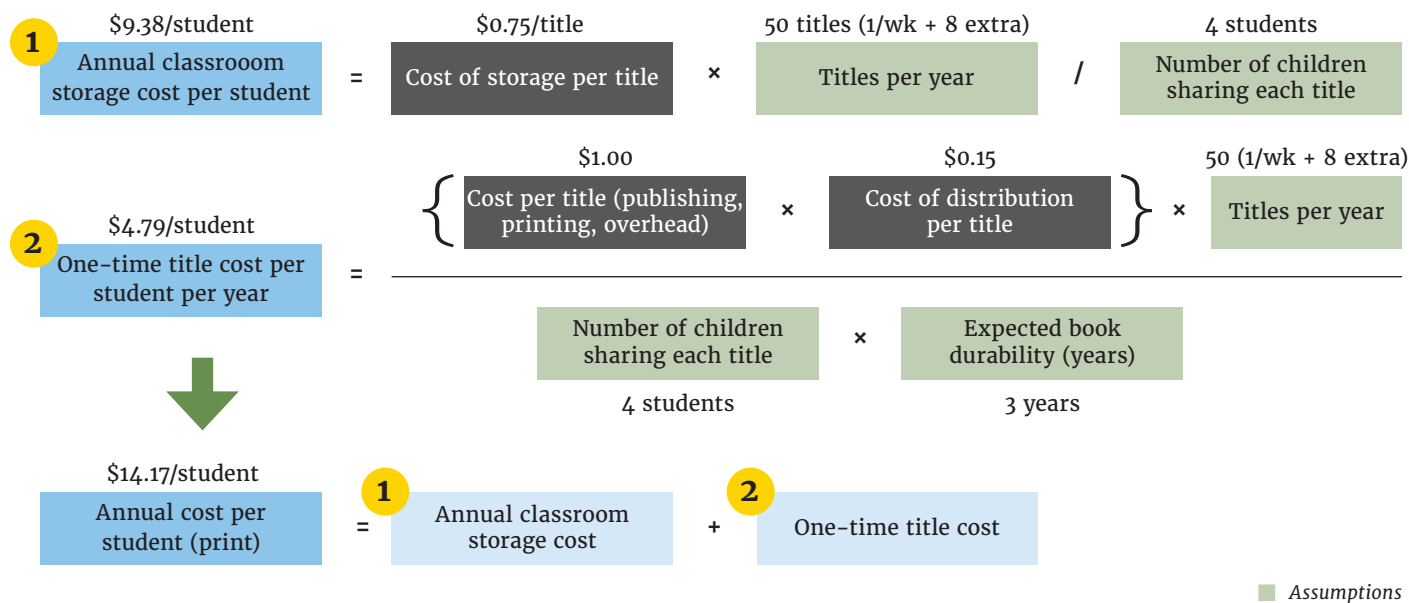 $9.38/student
1
Annual classrooom
storage cost per student
=
$0.75/title
Cost of storage per title
×
50 titles (1/wk + 8 extra)
Titles per year
/
4 students
Number of children
sharing each title
$4.79/student
2
One-time title cost per
student per year
=
{
$1.00
Cost per title (publishing,
printing, overhead)
×
$0.15
Cost of distribution
per title
}
×
50 (1/wk + 8 extra)
Titles per year
Number of children
sharing each title
4 students
×
Expected book
durability (years)
3 years
$14.17/student
Annual cost per
student (print)
=
1
Annual classroom
storage cost
+
2
One-time title cost
Assumptions